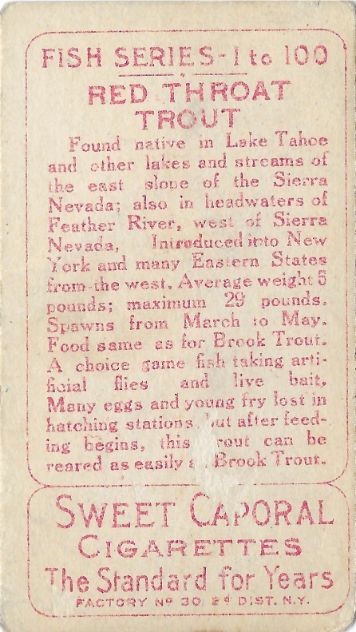 FISH SERIES-1 to 100
RED THROAT
TROUT
Found native in Lake Tahoe
and other lakes and streams of
the east slope of the Sierra
Nevada; also in headwaters of
Feather River, west of Sierra
Nevada, Introduced into New
York and many Eastern States
from the west. Average weight 5
pounds; maximum 29 pounds.
Spawns from March to May.
Food same as for Brook Trout.
A choice game fish taking arti-
ficial flies and live bait.
Many eggs and young fry lost in
hatching stations, but after feed-
ing begins, this rout can be
reared as easily a Brook Trout.
SWEET CAPORAL
CIGARETTES
The Standard for Years
FACTORY Nº 30, 2ᵈ DIST. N.Y.